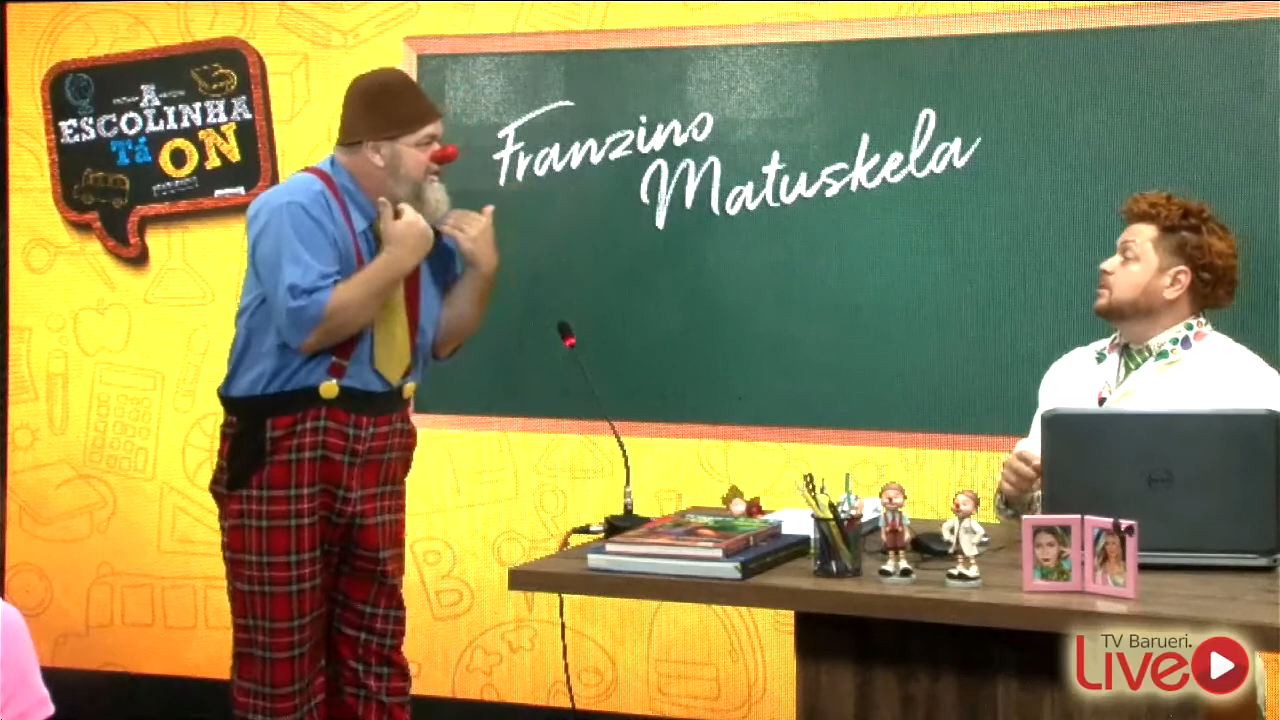 A
ESCOLINHA
Tá ON
Franzino
Matuskela
TV Barueri.
Live